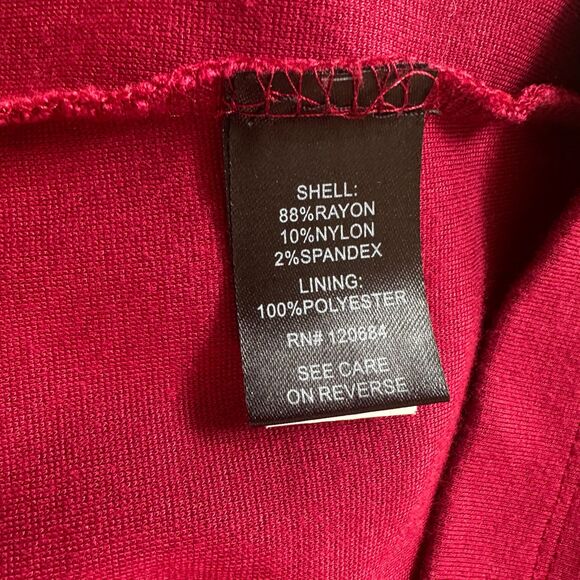 SHELL:
88%RAYON
10%NYLON
2%SPANDEX
LINING:
100%POLYESTER
RN# 120684
SEE CARE
ON REVERSE